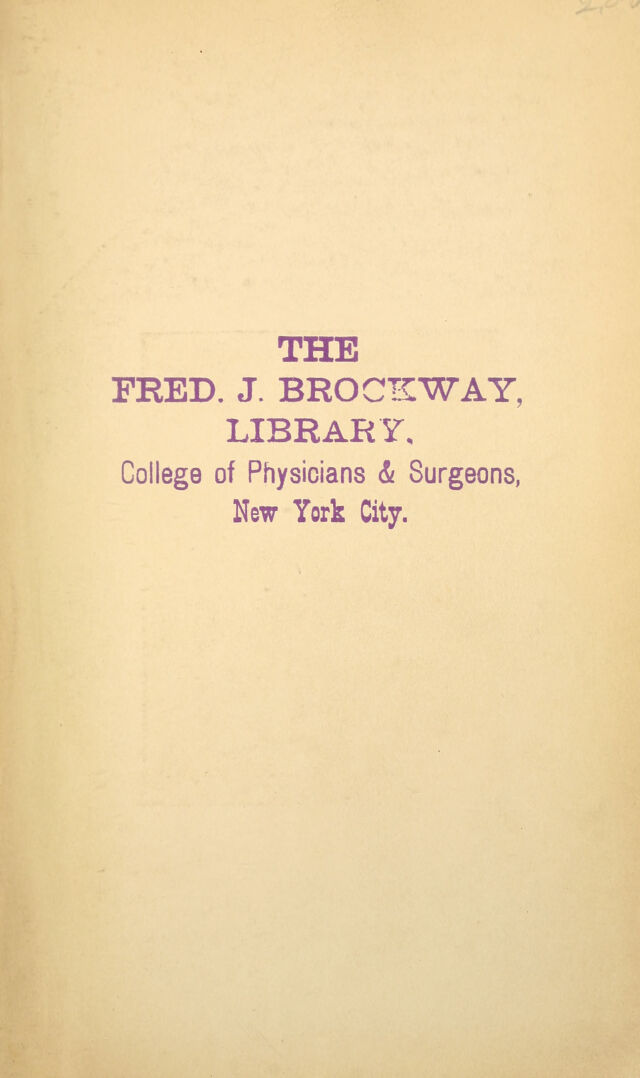 THE
FRED. J. BROCKWAY,
LIBRARY.
College of Physicians & Surgeons,
New York City.